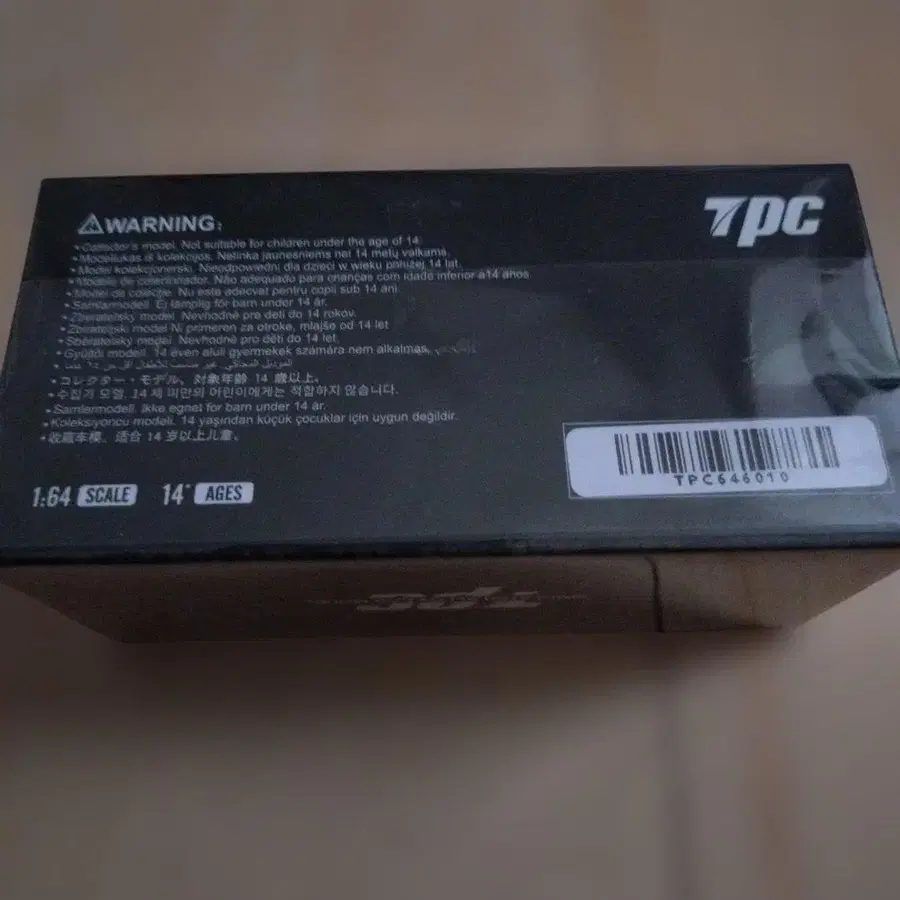 TPC
WARNING:
• Collector's model. Not suitable for children under the age of 14.
• Modeliukas iš kolekcijos. Netinka jaunesniems nei 14 metų vaikams.
• Model kolekcjonerski. Nieodpowiedni dla dzieci w wieku poniżej 14 lat.
• Modelo de colecionador. Não adequado para crianças com idade inferior a14 anos.
• Model de colecție. Nu este adecvat pentru copii sub 14 ani.
• Samlarmodell. Ej lämplig för barn under 14 år.
• Zberateľský model. Nevhodné pre deti do 14 rokov.
• Zbirateljski model Ni primeren za otroke, mlajše od 14 let
• Sběratelský model. Nevhodné pro děti do 14 let.
• Gyűjtői modell. 14 éven aluli gyermekek számára nem alkalmas.
• コレクター・モデル, 対象年齢 14 歳以上。
• 수집가 모델. 14 세 미만의 어린이에게는 적합하지 않습니다.
• Samlermodell. Ikke egnet for barn under 14 år.
• Koleksiyoncu modeli. 14 yaşından küçük çocuklar için uygun değildir.
• 收藏车模, 适合 14 岁以上儿童。
TPC646010
1:64 SCALE 14+ AGES